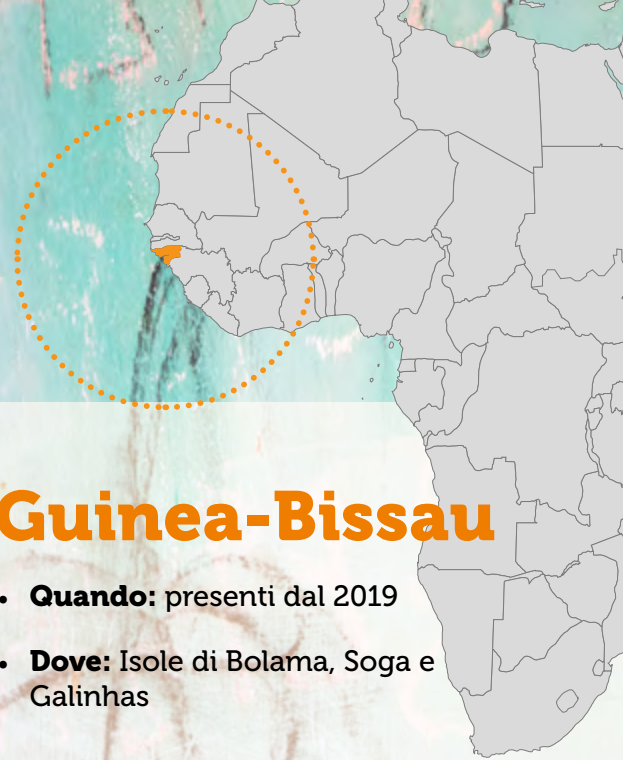 Guinea-Bissau
• Quando: presenti dal 2019
• Dove: Isole di Bolama, Soga e
Galinhas